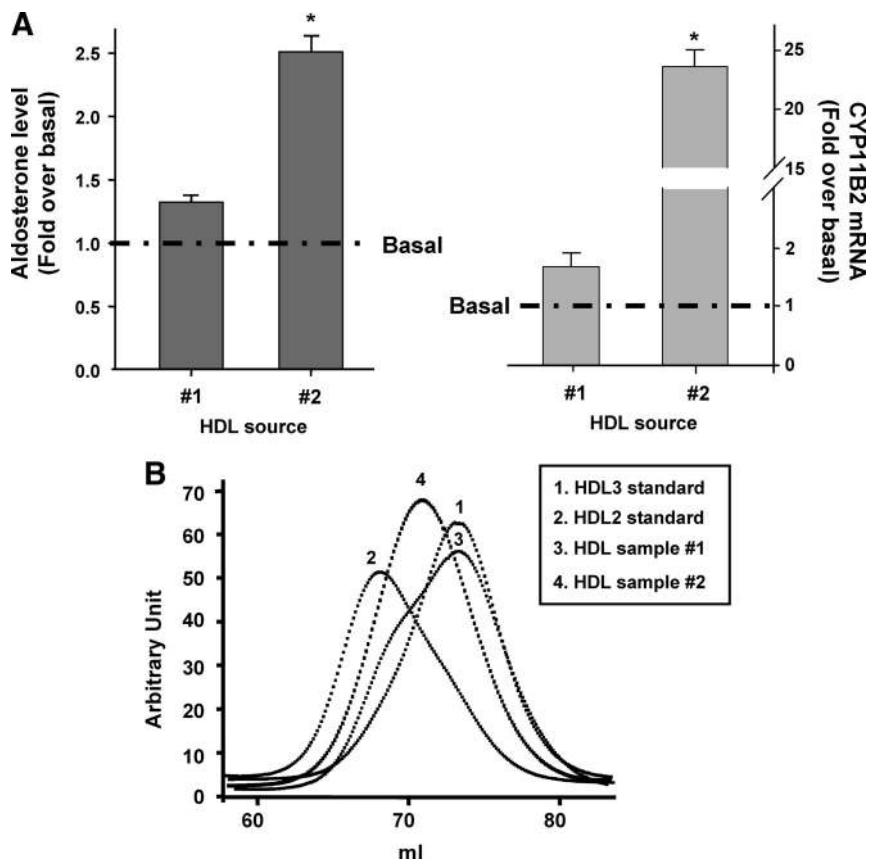 A
Aldosterone level
(Fold over basal)
2.5
2.0
1.5
1.0
0.5
0.0
*
Basal
#1
#2
HDL source
*
Basal
25
20
15
2
1
0
CYP11B2 mRNA
(Fold over basal)
#1
#2
HDL source
B
Arbitrary Unit
70
60
50
40
30
20
10
0
4
1
3
2
60
70
80
ml
1. HDL3 standard
2. HDL2 standard
3. HDL sample #1
4. HDL sample #2